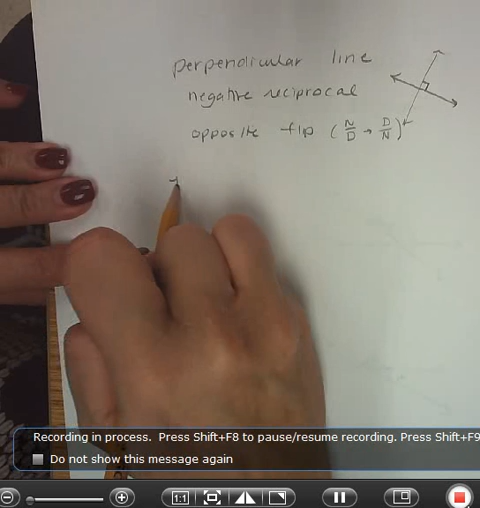 perpendicular line
negative reciprocal
opposite flip (N/D → D/N)
Recording in process. Press Shift+F8 to pause/resume recording. Press Shift+F9
Do not show this message again
1:1